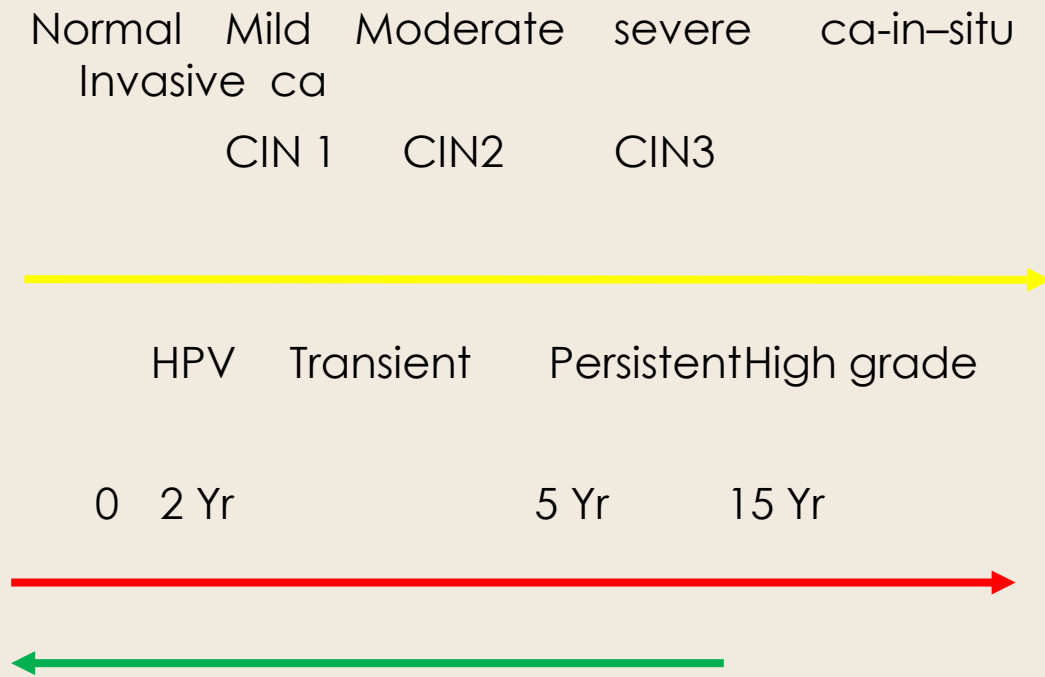 Normal Mild Moderate severe ca-in–situ
Invasive ca
CIN 1 CIN2 CIN3
HPV Transient PersistentHigh grade
0 2 Yr 5 Yr 15 Yr